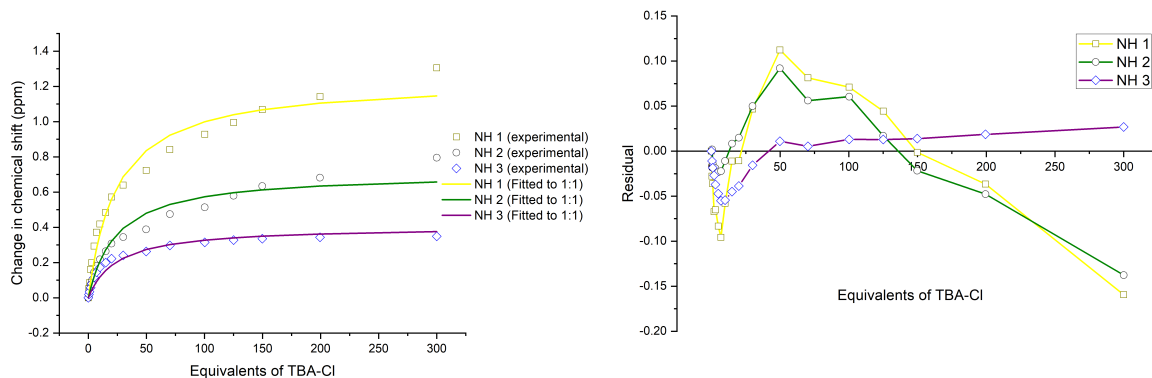 1.4
1.2
1.0
0.8
0.6
0.4
0.2
0.0
-0.2
Change in chemical shift (ppm)
0 50 100 150 200 250 300
Equivalents of TBA-Cl
NH 1 (experimental)
NH 2 (experimental)
NH 3 (experimental)
NH 1 (Fitted to 1:1)
NH 2 (Fitted to 1:1)
NH 3 (Fitted to 1:1)
0.15
0.10
0.05
0.00
-0.05
-0.10
-0.15
-0.20
Residual
50 100 150 200 250 300
Equivalents of TBA-Cl
NH 1
NH 2
NH 3